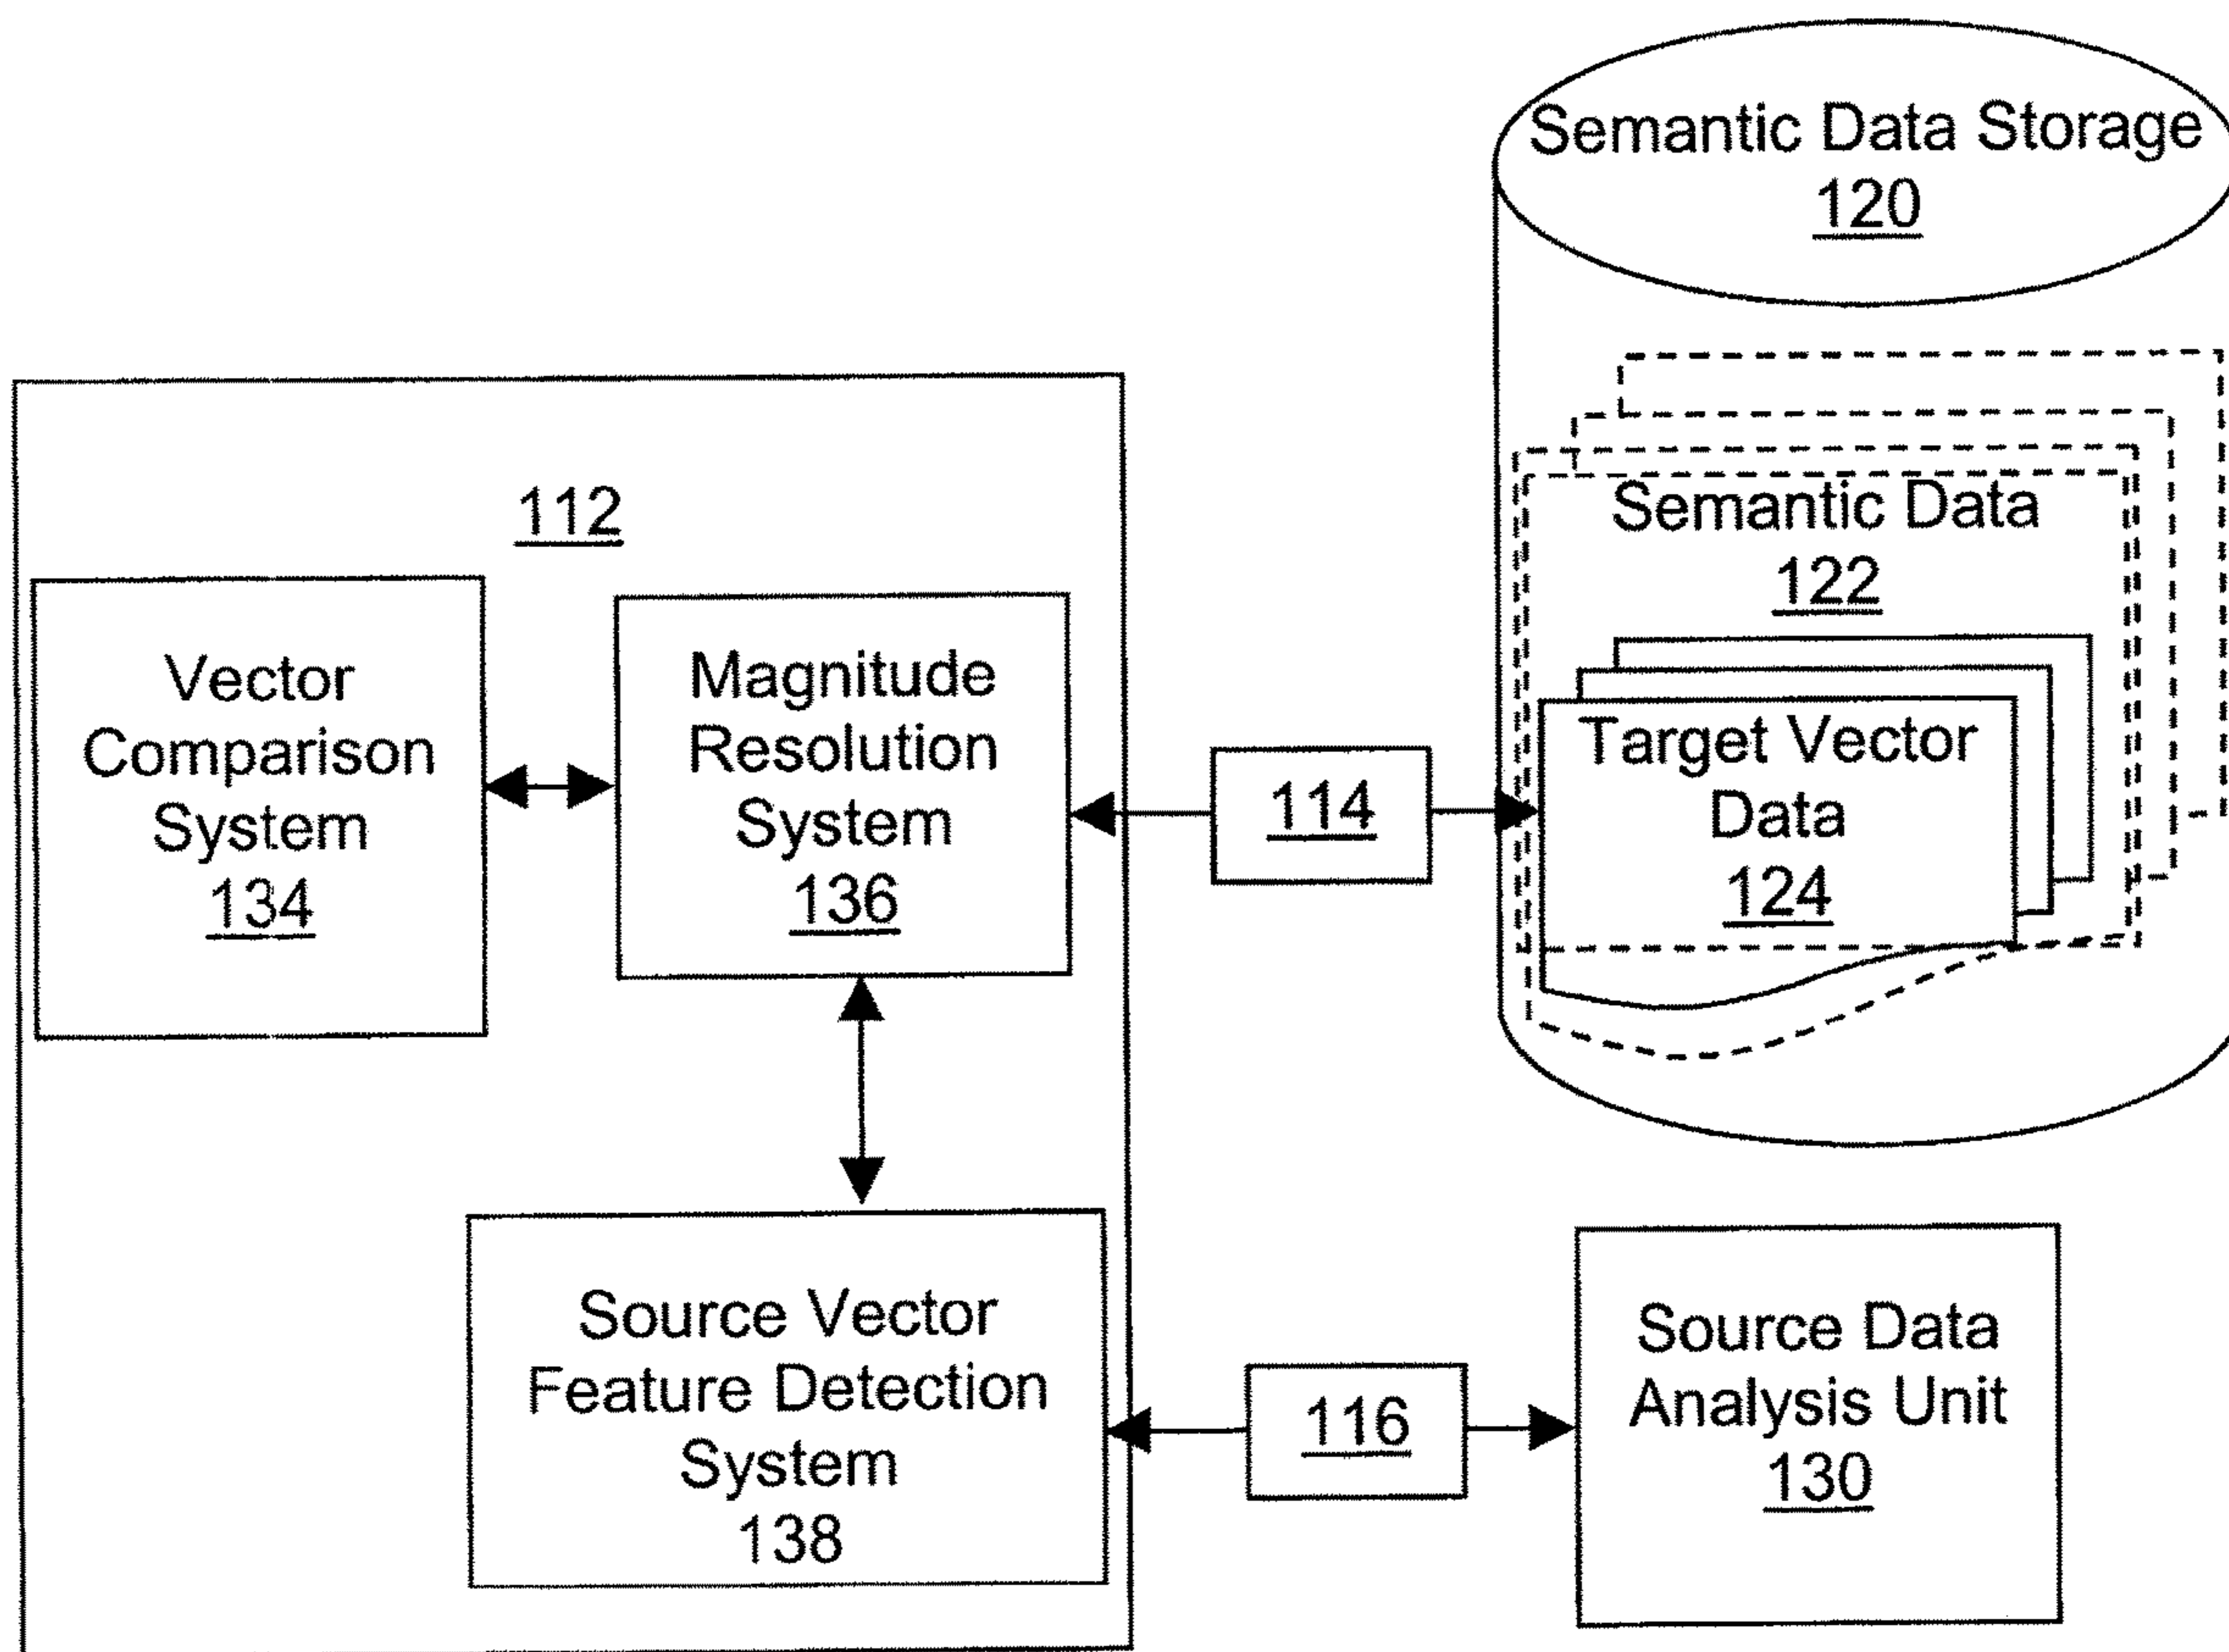 Semantic Data Storage
120
112
Semantic Data
122
Vector
Comparison
System
134
Magnitude
Resolution
System
136
114
Target Vector
Data
124
Source Vector
Feature Detection
System
138
116
Source Data
Analysis Unit
130